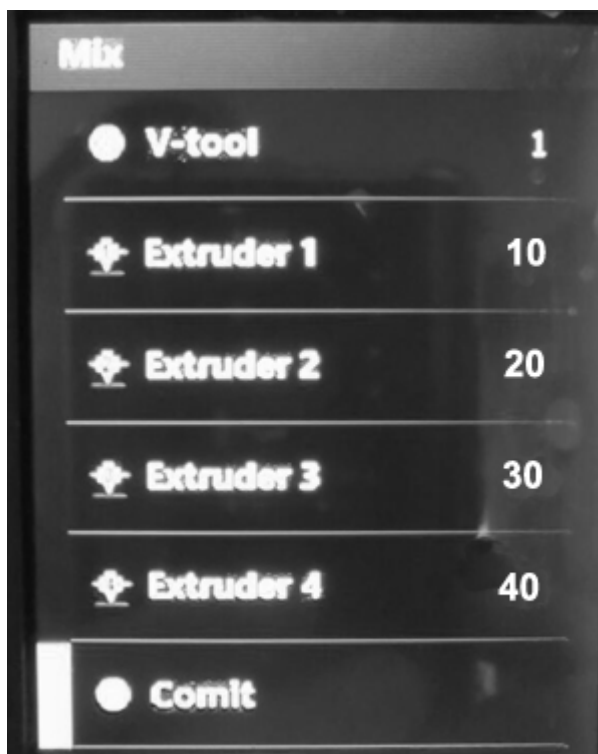 Mix
V-tool 1
Extruder 1 10
Extruder 2 20
Extruder 3 30
Extruder 4 40
Comit